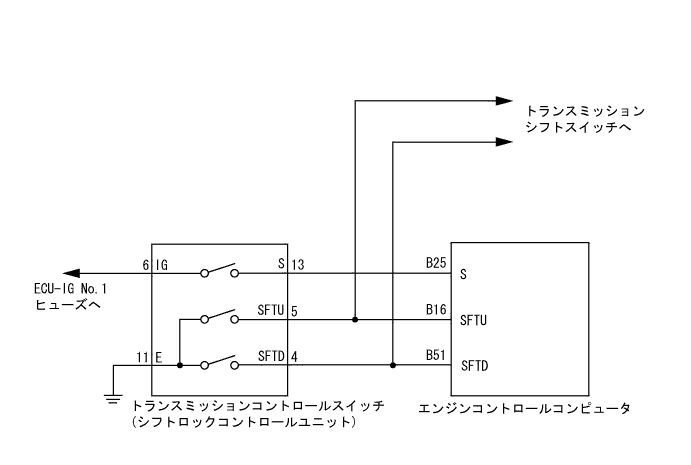 トランスミッション
シフトスイッチへ
6 IG
S 13
B25
S
ECU-IG No.1
ヒューズへ
SFTU 5
B16
SFTU
11 E
SFTD 4
B51
SFTD
トランスミッションコントロールスイッチ
(シフトロックコントロールユニット)
エンジンコントロールコンピュータ